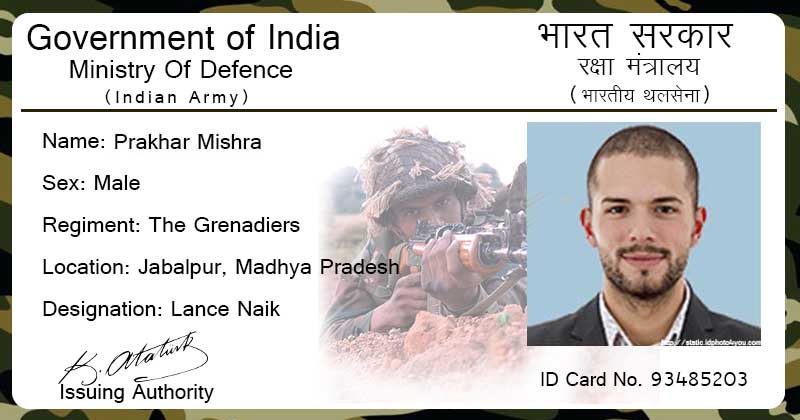 Government of India
भारत सरकार
Ministry Of Defence
रक्षा मंत्रालय
(Indian Army)
(भारतीय थलसेना)
Name: Prakhar Mishra
Sex: Male
Regiment: The Grenadiers
Location: Jabalpur, Madhya Pradesh
Designation: Lance Naik
http://static.idphoto4you.com
K. Ataturk
Issuing Authority
ID Card No. 93485203